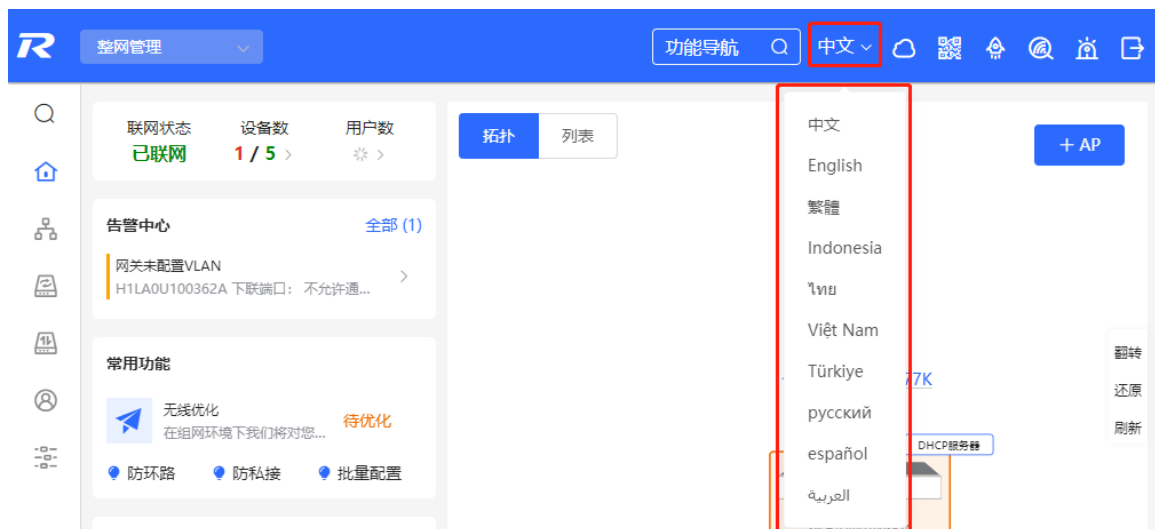 整网管理
功能导航
中文
联网状态 设备数 用户数
已联网 1 / 5
拓扑 列表
+ AP
告警中心 全部 (1)
网关未配置VLAN
H1LA0U100362A 下联端口： 不允许通...
常用功能
无线优化
在组网环境下我们将对您...
待优化
防环路 防私接 批量配置
中文
English
繁體
Indonesia
ไทย
Việt Nam
Türkiye
русский
español
العربية
77K
DHCP服务器
翻转
还原
刷新